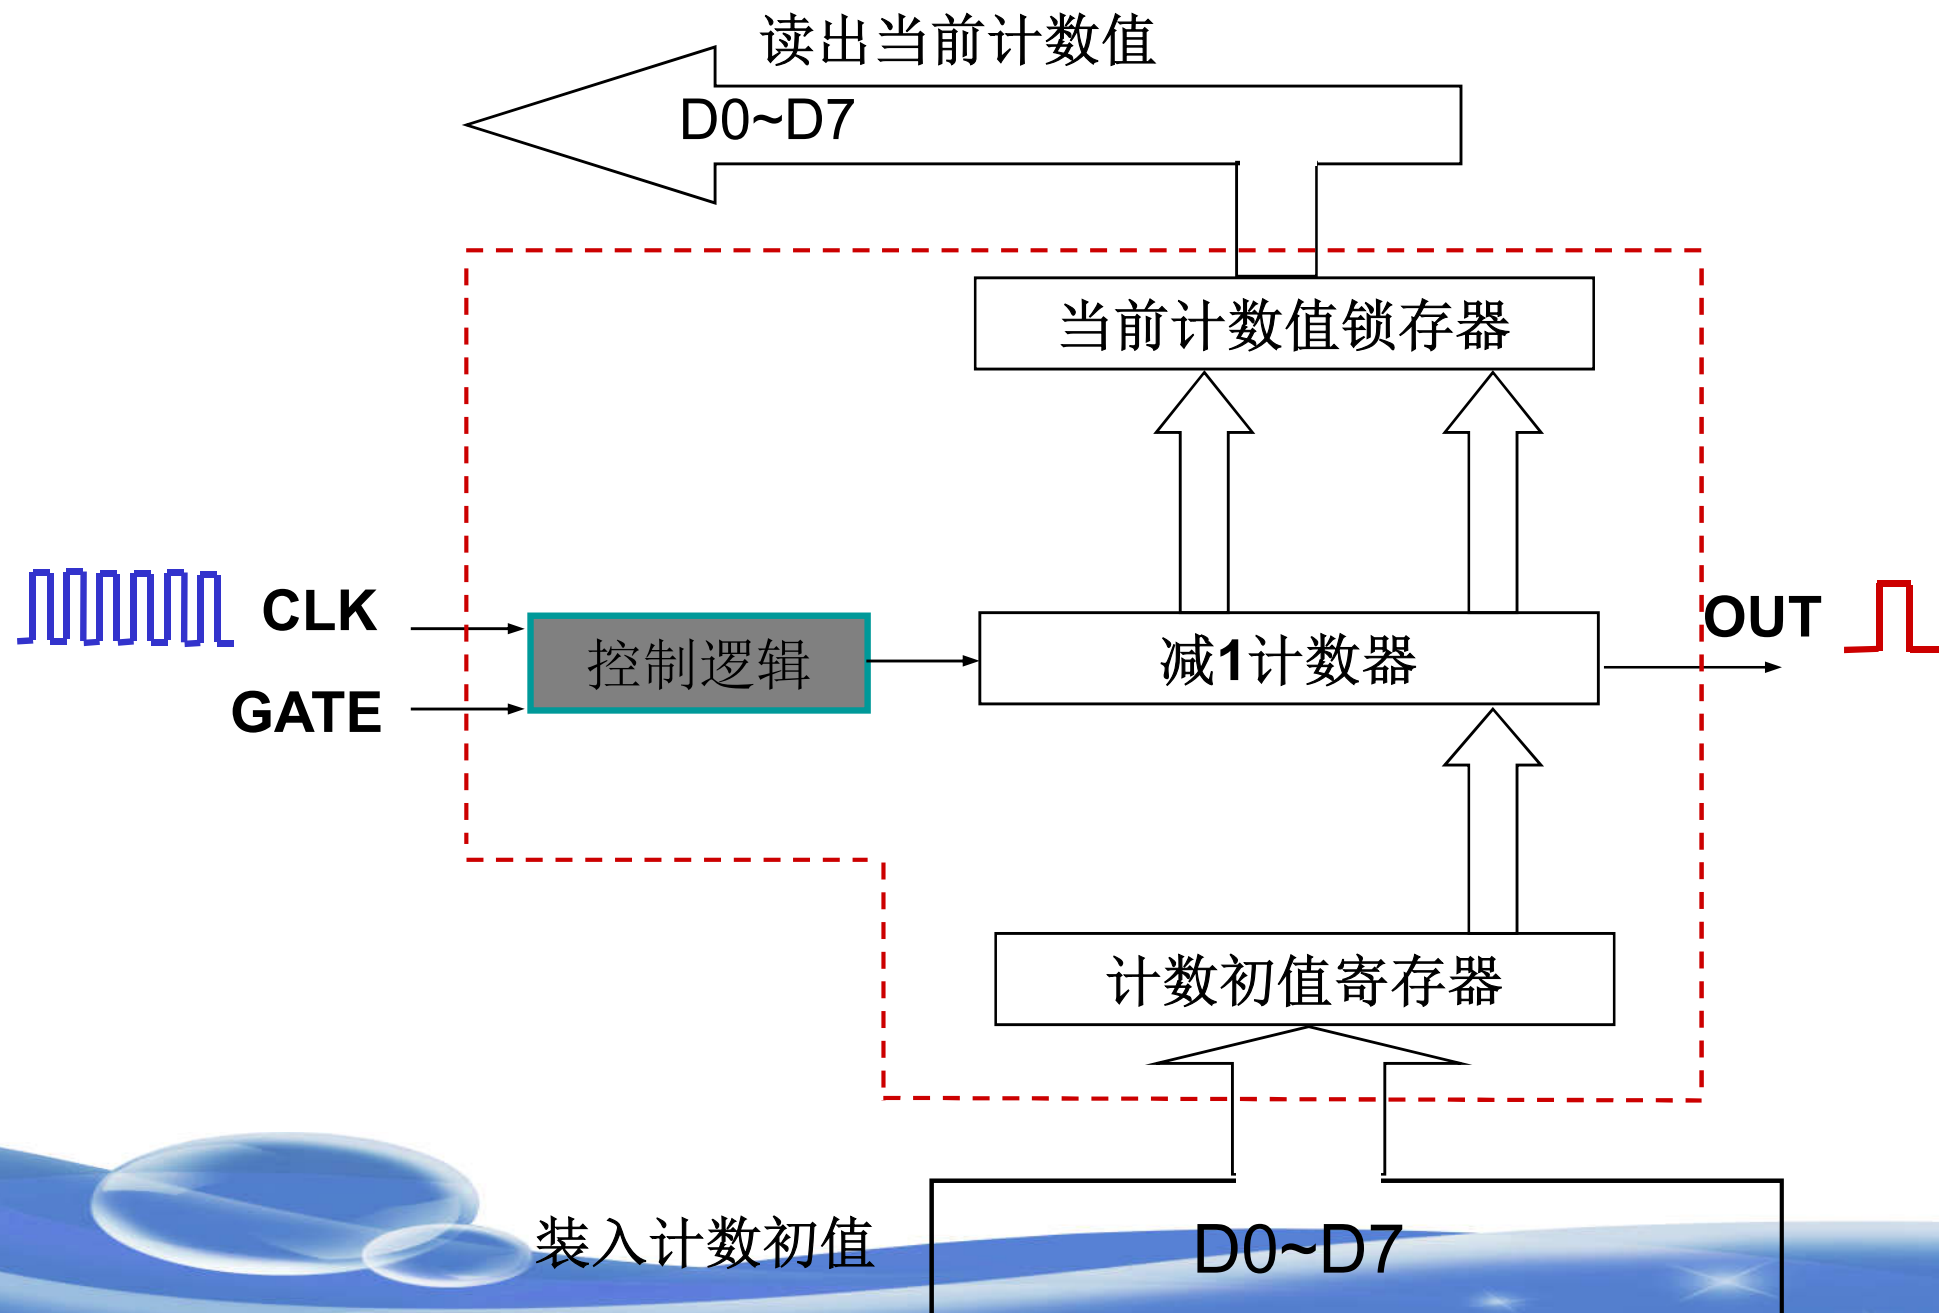 读出当前计数值
D0~D7
当前计数值锁存器
CLK
OUT
控制逻辑
减1计数器
GATE
计数初值寄存器
装入计数初值
D0~D7